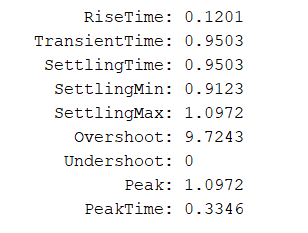 RiseTime: 0.1201
TransientTime: 0.9503
SettlingTime: 0.9503
SettlingMin: 0.9123
SettlingMax: 1.0972
Overshoot: 9.7243
Undershoot: 0
Peak: 1.0972
PeakTime: 0.3346